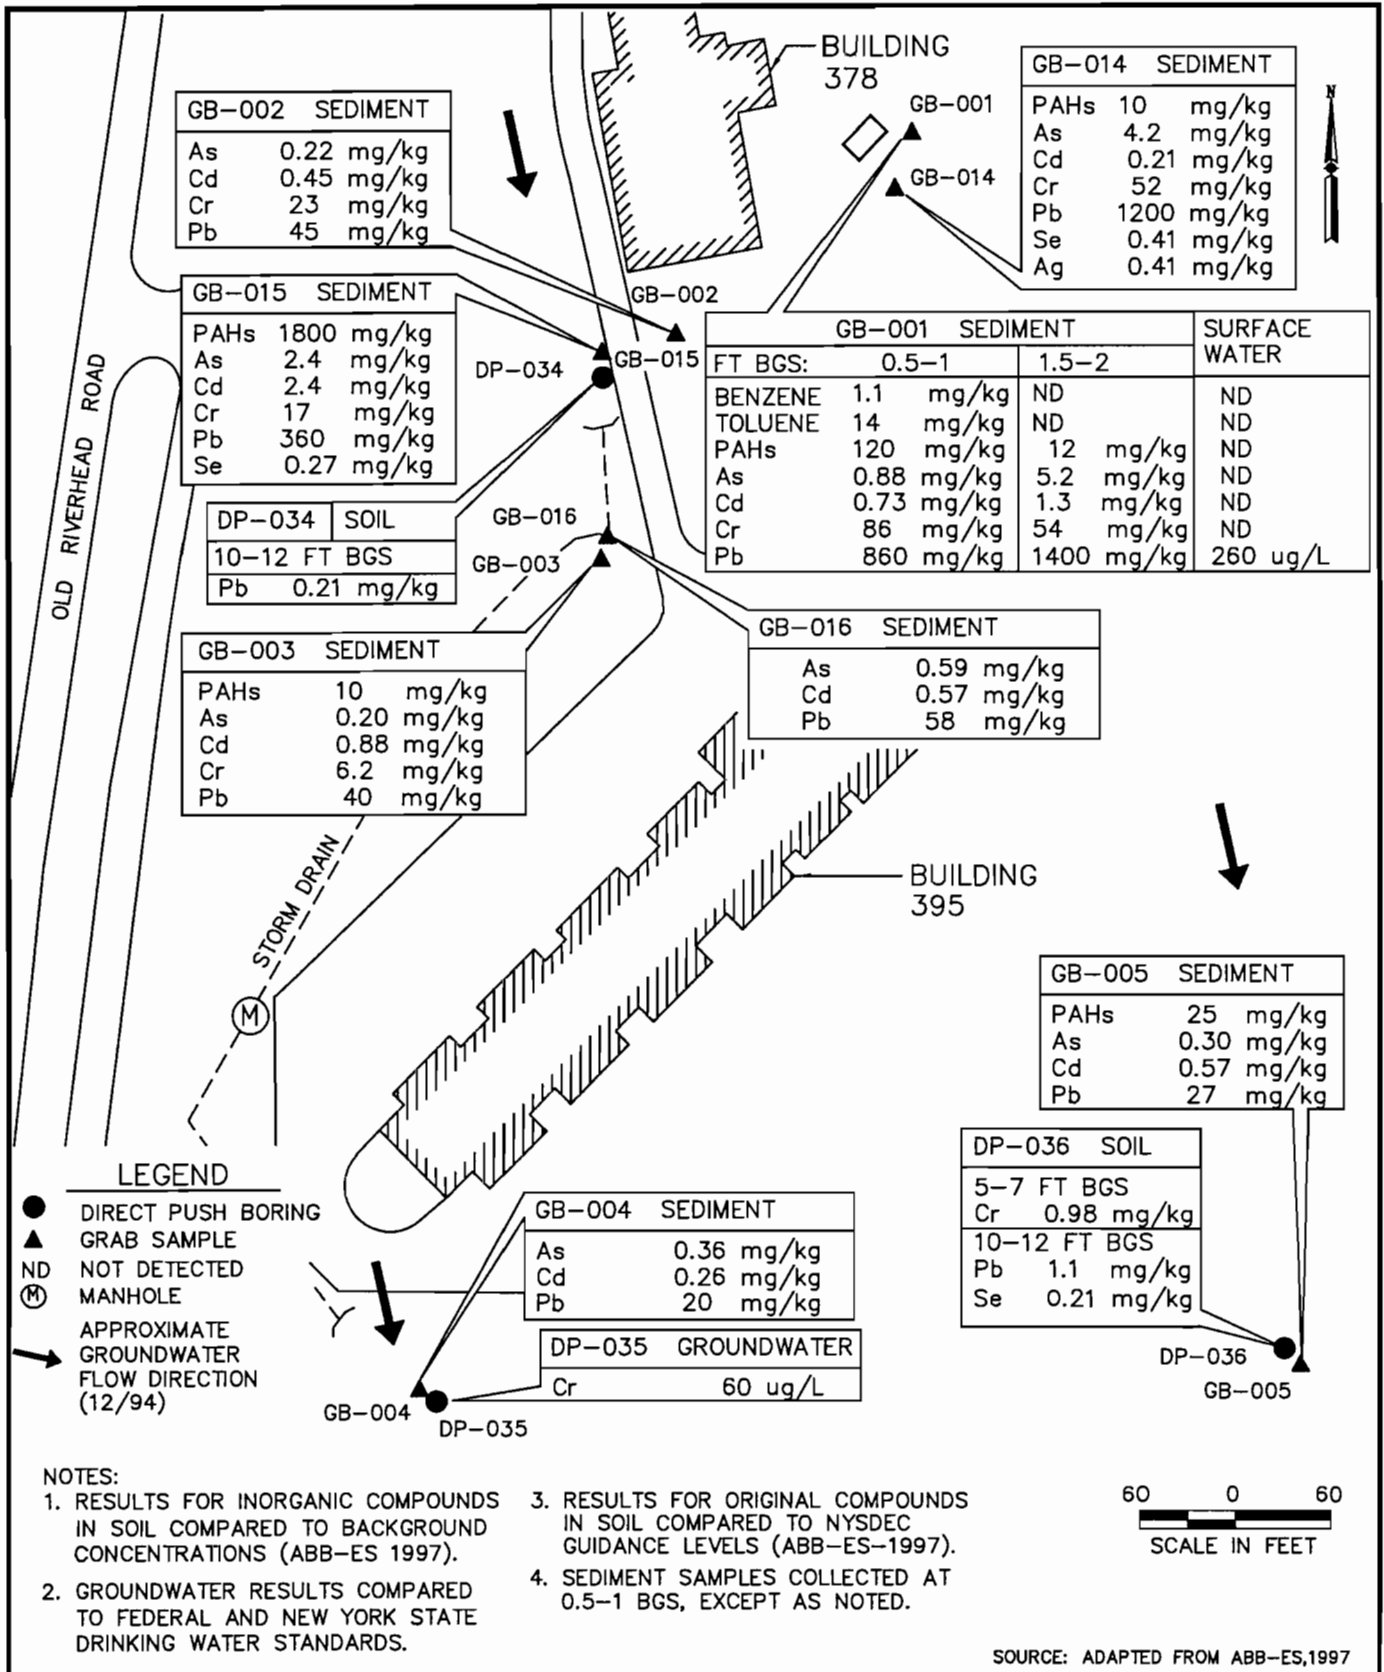 BUILDING
378
GB-001
GB-014
N
GB-014 SEDIMENT
PAHs 10 mg/kg
As 4.2 mg/kg
Cd 0.21 mg/kg
Cr 52 mg/kg
Pb 1200 mg/kg
Se 0.41 mg/kg
Ag 0.41 mg/kg
GB-002 SEDIMENT
As 0.22 mg/kg
Cd 0.45 mg/kg
Cr 23 mg/kg
Pb 45 mg/kg
GB-015 SEDIMENT
PAHs 1800 mg/kg
As 2.4 mg/kg
Cd 2.4 mg/kg
Cr 17 mg/kg
Pb 360 mg/kg
Se 0.27 mg/kg
GB-002
GB-015
DP-034
GB-001 SEDIMENT SURFACE
WATER
FT BGS: 0.5-1 1.5-2
BENZENE 1.1 mg/kg ND ND
TOLUENE 14 mg/kg ND ND
PAHs 120 mg/kg 12 mg/kg ND
As 0.88 mg/kg 5.2 mg/kg ND
Cd 0.73 mg/kg 1.3 mg/kg ND
Cr 86 mg/kg 54 mg/kg ND
Pb 860 mg/kg 1400 mg/kg 260 ug/L
OLD RIVERHEAD ROAD
DP-034 SOIL
10-12 FT BGS
Pb 0.21 mg/kg
GB-016
GB-003
GB-016 SEDIMENT
As 0.59 mg/kg
Cd 0.57 mg/kg
Pb 58 mg/kg
GB-003 SEDIMENT
PAHs 10 mg/kg
As 0.20 mg/kg
Cd 0.88 mg/kg
Cr 6.2 mg/kg
Pb 40 mg/kg
STORM DRAIN
M
BUILDING
395
GB-005 SEDIMENT
PAHs 25 mg/kg
As 0.30 mg/kg
Cd 0.57 mg/kg
Pb 27 mg/kg
DP-036 SOIL
5-7 FT BGS
Cr 0.98 mg/kg
10-12 FT BGS
Pb 1.1 mg/kg
Se 0.21 mg/kg
DP-036
GB-005
LEGEND
DIRECT PUSH BORING
GRAB SAMPLE
ND NOT DETECTED
M MANHOLE
APPROXIMATE
GROUNDWATER
FLOW DIRECTION
(12/94)
GB-004 SEDIMENT
As 0.36 mg/kg
Cd 0.26 mg/kg
Pb 20 mg/kg
DP-035 GROUNDWATER
Cr 60 ug/L
GB-004
DP-035
NOTES:
1. RESULTS FOR INORGANIC COMPOUNDS
IN SOIL COMPARED TO BACKGROUND
CONCENTRATIONS (ABB-ES 1997).
2. GROUNDWATER RESULTS COMPARED
TO FEDERAL AND NEW YORK STATE
DRINKING WATER STANDARDS.
3. RESULTS FOR ORIGINAL COMPOUNDS
IN SOIL COMPARED TO NYSDEC
GUIDANCE LEVELS (ABB-ES-1997).
4. SEDIMENT SAMPLES COLLECTED AT
0.5-1 BGS, EXCEPT AS NOTED.
60 0 60
SCALE IN FEET
SOURCE: ADAPTED FROM ABB-ES,1997